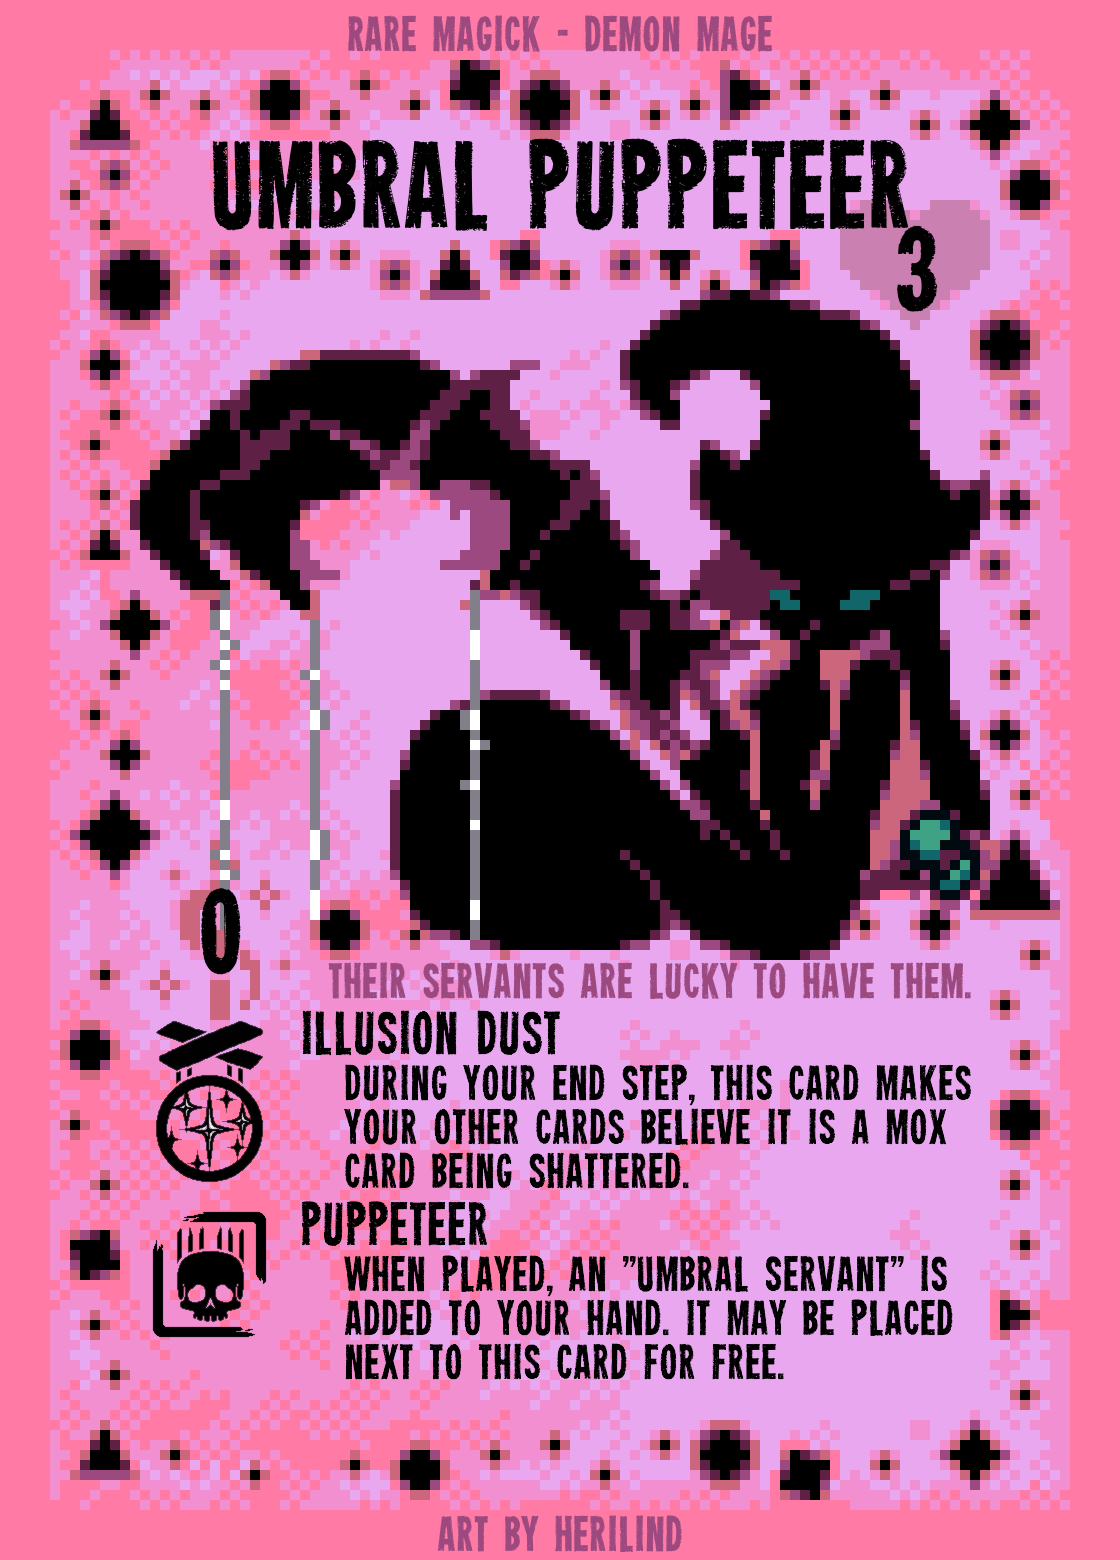 RARE MAGICK - DEMON MAGE
UMBRAL PUPPETEER
3
0
THEIR SERVANTS ARE LUCKY TO HAVE THEM.
ILLUSION DUST
DURING YOUR END STEP, THIS CARD MAKES
YOUR OTHER CARDS BELIEVE IT IS A MOX
CARD BEING SHATTERED.
PUPPETEER
WHEN PLAYED, AN "UMBRAL SERVANT" IS
ADDED TO YOUR HAND. IT MAY BE PLACED
NEXT TO THIS CARD FOR FREE.
ART BY HERILIND